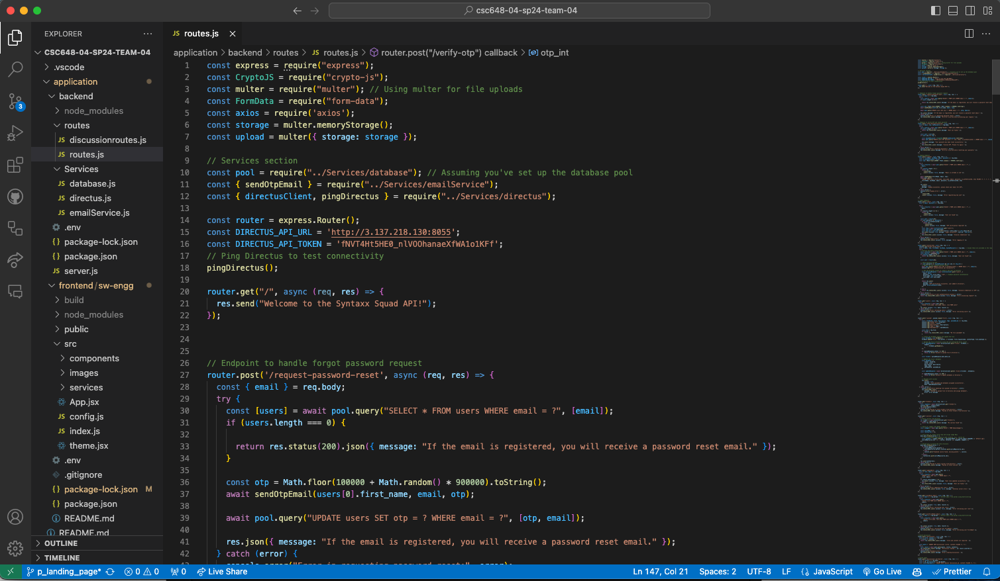 csc648-04-sp24-team-04
EXPLORER
CSC648-04-SP24-TEAM-04
.vscode
application
backend
node_modules
routes
JS discussionroutes.js
JS routes.js
Services
JS database.js
JS directus.js
JS emailService.js
.env
{} package-lock.json
{} package.json
JS server.js
frontend/sw-engg
build
node_modules
public
src
components
images
services
App.jsx
JS config.js
JS index.js
theme.jsx
.env
.gitignore
{} package-lock.json M
{} package.json
README.md
README.md
OUTLINE
TIMELINE
3
JS routes.js
application > backend > routes > JS routes.js > router.post("/verify-otp") callback > otp_int
1 const express = require("express");
2 const CryptoJS = require("crypto-js");
3 const multer = require("multer"); // Using multer for file uploads
4 const FormData = require("form-data");
5 const axios = require('axios');
6 const storage = multer.memoryStorage();
7 const upload = multer({ storage: storage });
8
9 // Services section
10 const pool = require("../Services/database"); // Assuming you've set up the database pool
11 const { sendOtpEmail } = require("../Services/emailService");
12 const { directusClient, pingDirectus } = require("../Services/directus");
13
14 const router = express.Router();
15 const DIRECTUS_API_URL = 'http://3.137.218.130:8055';
16 const DIRECTUS_API_TOKEN = 'fNVT4Ht5HE0_nlVOOhanaeXfWA1o1KFf';
17 // Ping Directus to test connectivity
18 pingDirectus();
19
20 router.get("/", async (req, res) => {
21 res.send("Welcome to the Syntaxx Squad API!");
22 });
23
24
25
26 // Endpoint to handle forgot password request
27 router.post('/request-password-reset', async (req, res) => {
28 const { email } = req.body;
29 try {
30 const [users] = await pool.query("SELECT * FROM users WHERE email = ?", [email]);
31 if (users.length === 0) {
32
33 return res.status(200).json({ message: "If the email is registered, you will receive a password reset email." });
34 }
35
36 const otp = Math.floor(100000 + Math.random() * 900000).toString();
37 await sendOtpEmail(users[0].first_name, email, otp);
38
39 await pool.query("UPDATE users SET otp = ? WHERE email = ?", [otp, email]);
40
41 res.json({ message: "If the email is registered, you will receive a password reset email." });
42 } catch (error) {
p_landing_page* 0 0 0 Live Share
Ln 147, Col 21 Spaces: 2 UTF-8 LF {} JavaScript Go Live Prettier